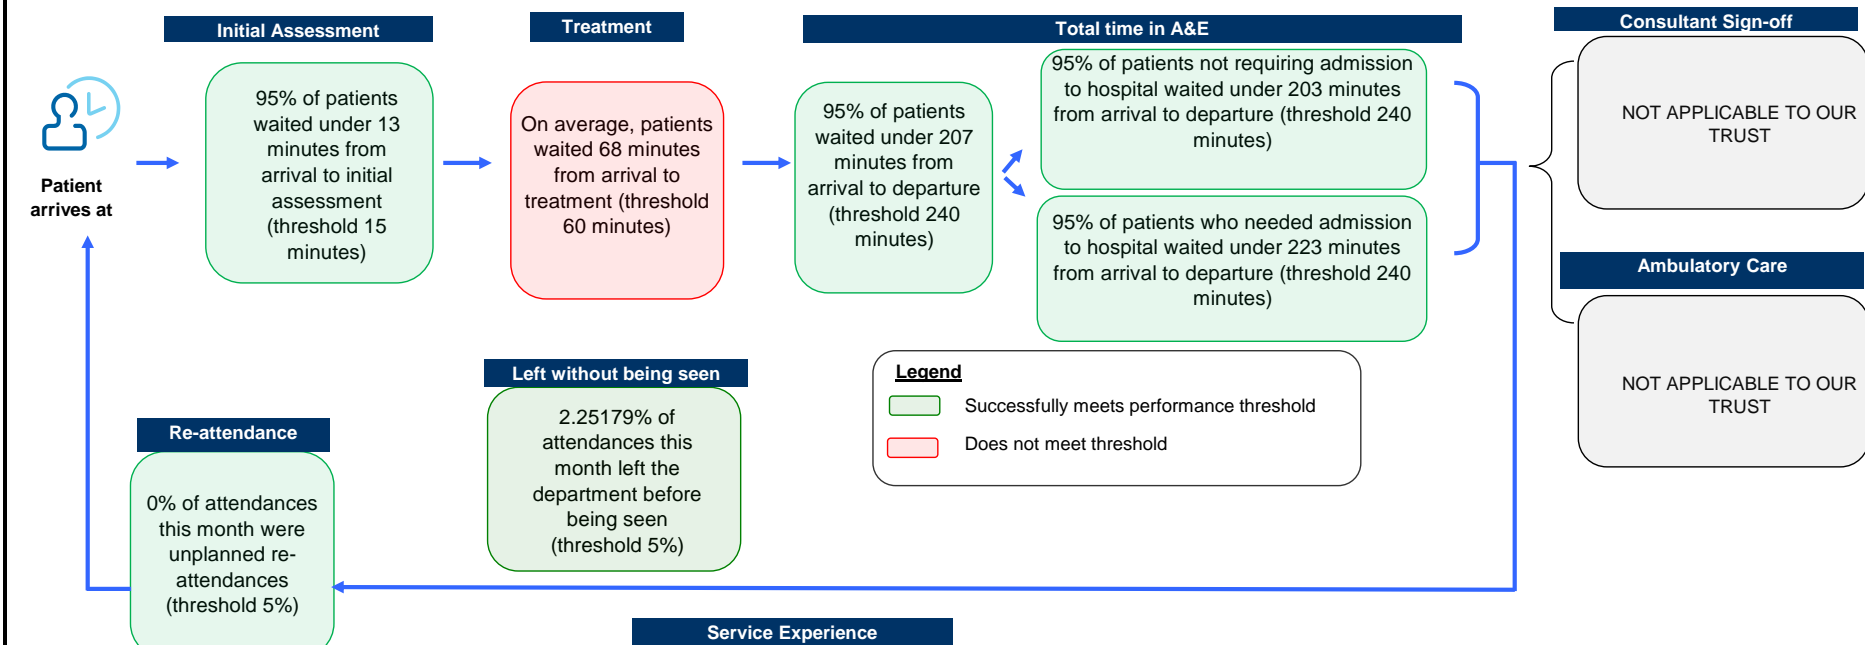 Initial Assessment
Treatment
Total time in A&E
Consultant Sign-off
Patient
arrives at
95% of patients
waited under 13
minutes from
arrival to initial
assessment
(threshold 15
minutes)
On average, patients
waited 68 minutes
from arrival to
treatment (threshold
60 minutes)
95% of patients
waited under 207
minutes from
arrival to departure
(threshold 240
minutes)
95% of patients not requiring admission
to hospital waited under 203 minutes
from arrival to departure (threshold 240
minutes)
95% of patients who needed admission
to hospital waited under 223 minutes
from arrival to departure (threshold 240
minutes)
NOT APPLICABLE TO OUR
TRUST
Ambulatory Care
NOT APPLICABLE TO OUR
TRUST
Left without being seen
2.25179% of
attendances this
month left the
department before
being seen
(threshold 5%)
Legend
Successfully meets performance threshold
Does not meet threshold
Re-attendance
0% of attendances
this month were
unplanned re-
attendances
(threshold 5%)
Service Experience